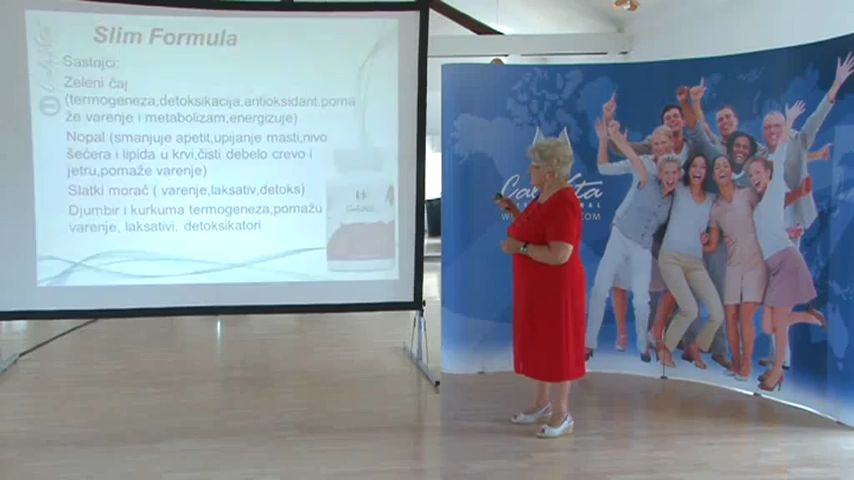 Slim Formula
Sastojci:
Zeleni čaj
(termogeneza,detoksikacija,antioksidant,poma
že varenje i metabolizam,energizuje)
Nopal (smanjuje apetit,upijanje masti,nivo
šećera i lipida u krvi,čisti debelo crevo i
jetru,pomaže varenje)
Slatki morač ( varenje,laksativ,detoks)
Djumbir i kurkuma termogeneza,pomažu
varenje, laksativi, detoksikatori